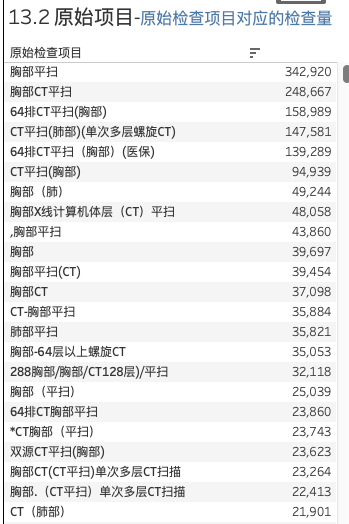 13.2 原始项目-原始检查项目对应的检查量
原始检查项目
胸部平扫 342,920
胸部CT平扫 248,667
64排CT平扫(胸部) 158,989
CT平扫(肺部)(单次多层螺旋CT) 147,581
64排CT平扫（胸部）(医保) 139,289
CT平扫(胸部) 94,939
胸部（肺） 49,244
胸部X线计算机体层（CT）平扫 48,058
,胸部平扫 43,860
胸部 39,697
胸部平扫(CT) 39,454
胸部CT 37,098
CT-胸部平扫 35,884
肺部平扫 35,821
胸部-64层以上螺旋CT 35,053
288胸部/胸部/CT128层)/平扫 32,118
胸部（平扫） 25,039
64排CT胸部平扫 23,860
*CT胸部（平扫） 23,743
双源CT平扫(胸部) 23,623
胸部CT(CT平扫)单次多层CT扫描 23,264
胸部.（CT平扫）单次多层CT扫描 22,413
CT（肺部） 21,901